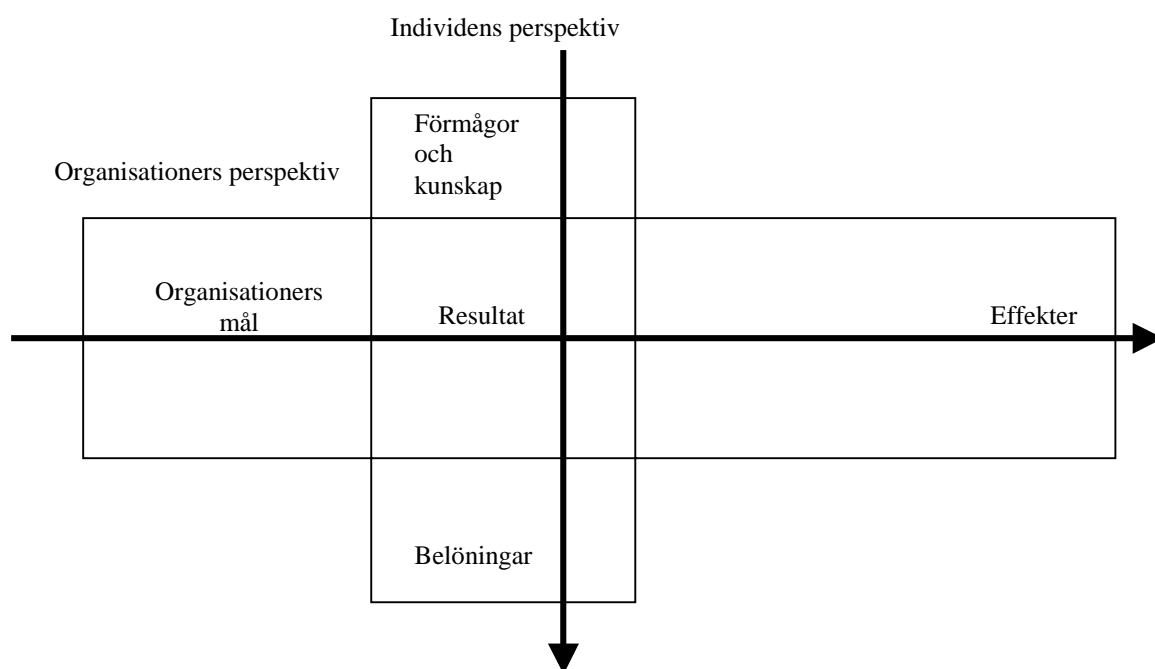 Individens perspektiv
Förmågor
och
kunskap
Organisationers perspektiv
Organisationers
mål
Resultat
Effekter
Belöningar